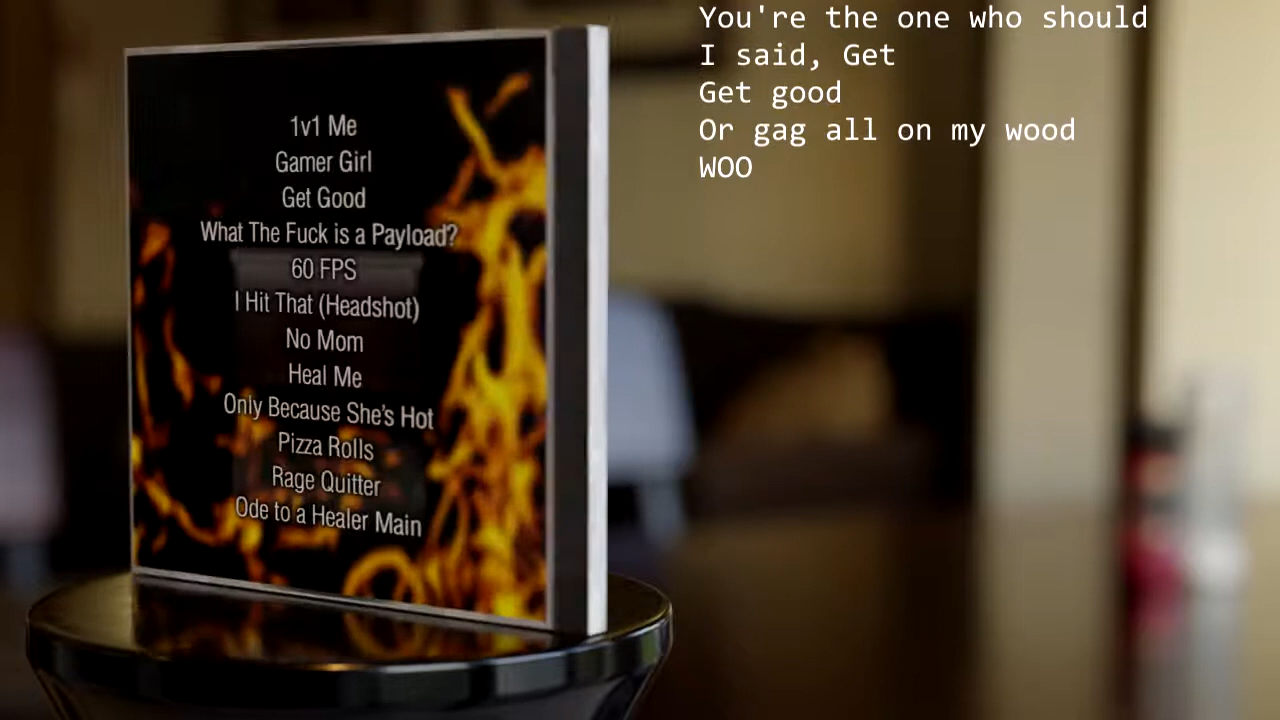 1v1 Me
Gamer Girl
Get Good
What The Fuck is a Payload?
60 FPS
I Hit That (Headshot)
No Mom
Heal Me
Only Because She's Hot
Pizza Rolls
Rage Quitter
Ode to a Healer Main
You're the one who should
I said, Get
Get good
Or gag all on my wood
WOO